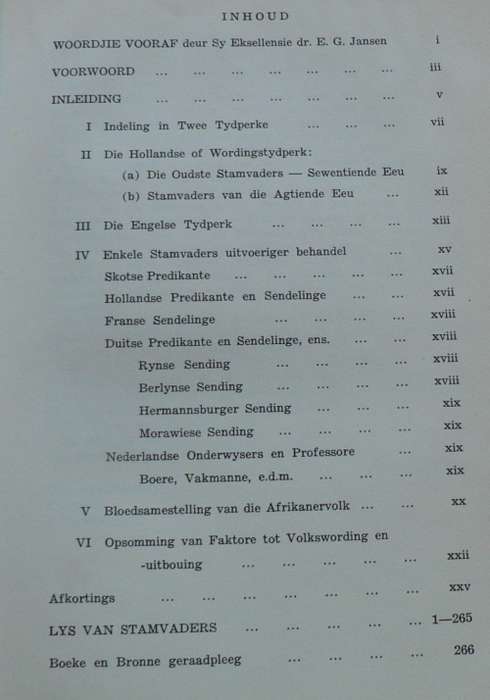 INHOUD
WOORDJIE VOORAF deur Sy Eksellensie dr. E. G. Jansen i
VOORWOORD ... ... ... ... ... ... ... iii
INLEIDING ... ... ... ... ... ... ... v
I Indeling in Twee Tydperke ... ... ... vii
II Die Hollandse of Wordingstydperk:
(a) Die Oudste Stamvaders — Sewentiende Eeu ix
(b) Stamvaders van die Agtiende Eeu ... xii
III Die Engelse Tydperk ... ... ... ... xiii
IV Enkele Stamvaders uitvoeriger behandel ... xv
Skotse Predikante ... ... ... ... ... xvii
Hollandse Predikante en Sendelinge ... ... xvii
Franse Sendelinge ... ... ... ... xviii
Duitse Predikante en Sendelinge, ens. ... ... xviii
Rynse Sending ... ... ... ... xviii
Berlynse Sending ... ... ... ... xviii
Hermannsburger Sending ... ... ... xix
Morawiese Sending ... ... ... ... xix
Nederlandse Onderwysers en Professore ... xix
Boere, Vakmanne, e.d.m. ... ... ... xix
V Bloedsamestelling van die Afrikanervolk ... ... xx
VI Opsomming van Faktore tot Volkswording en
-uitbouing ... ... ... ... ... xxii
Afkortings ... ... ... ... ... ... ... xxv
LYS VAN STAMVADERS ... ... ... ... ... 1—265
Boeke en Bronne geraadpleeg ... ... ... ... 266